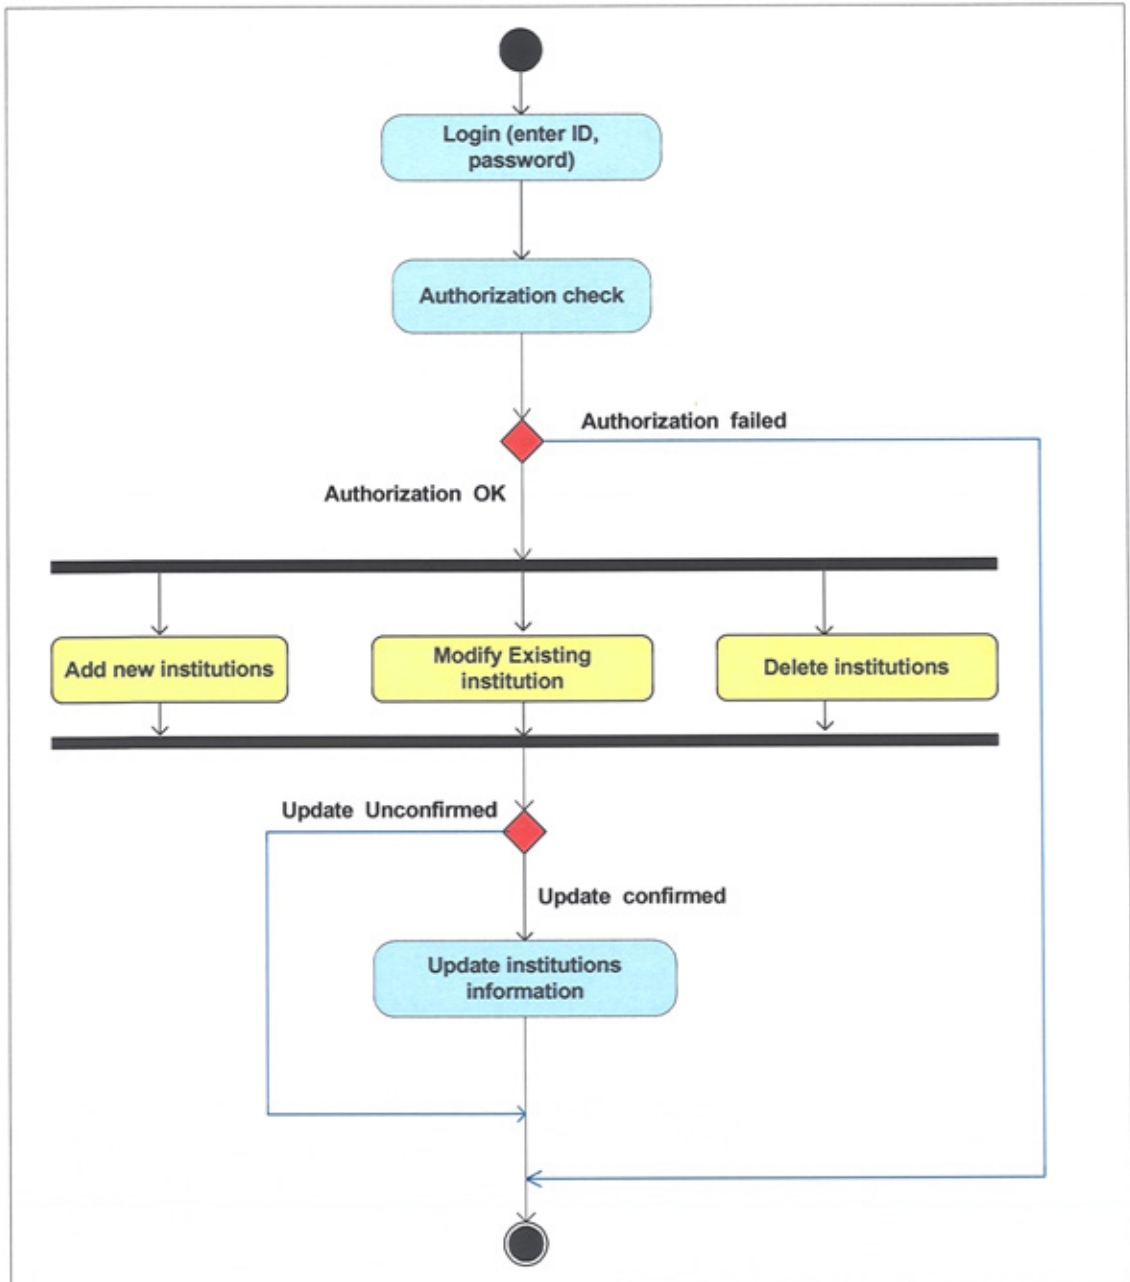 Login (enter ID,
password)
Authorization check
Authorization failed
Authorization OK
Add new institutions
Modify Existing
institution
Delete institutions
Update Unconfirmed
Update confirmed
Update institutions
information